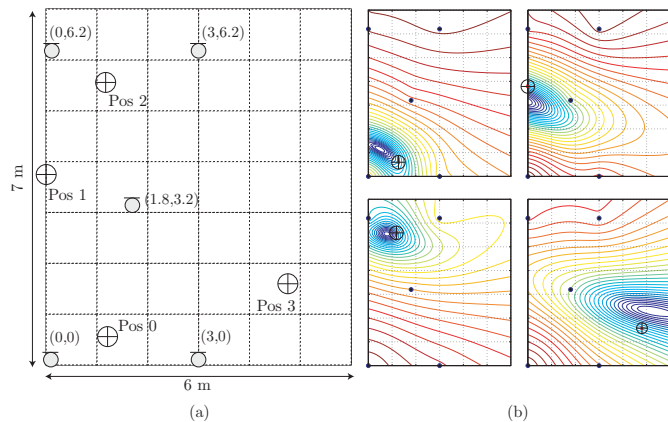 (0,6.2)
(3,6.2)
Pos 2
Pos 1
(1.8,3.2)
7 m
Pos 3
Pos 0
(0,0)
(3,0)
6 m
(a)
(b)